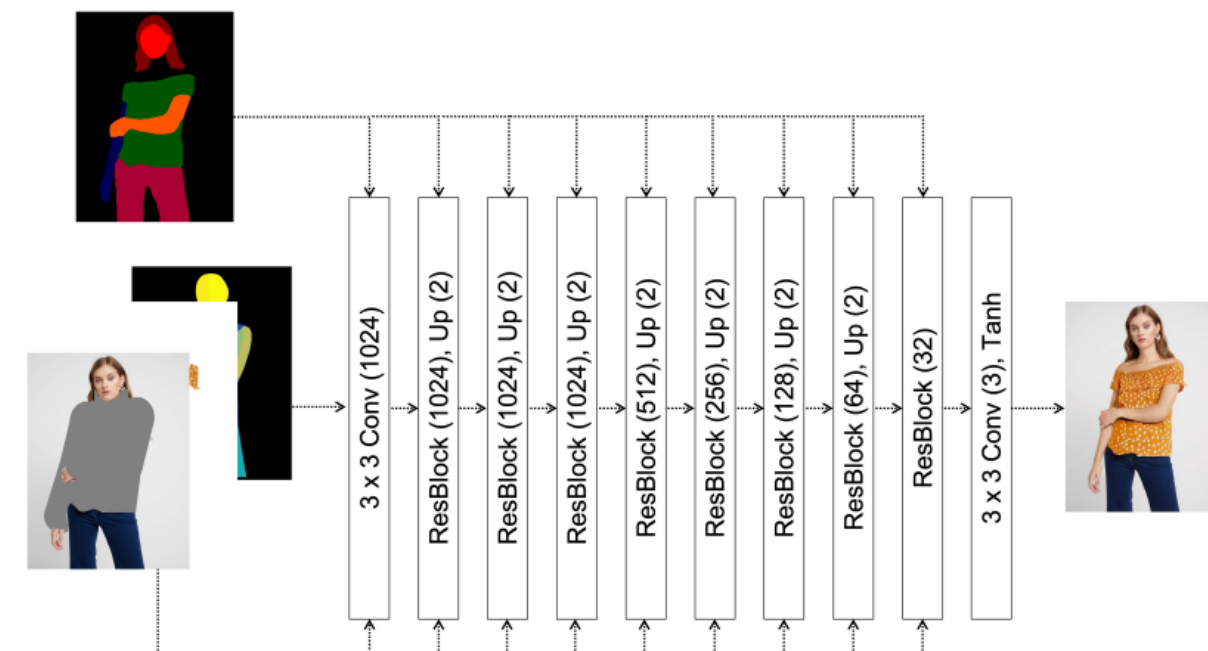 3 x 3 Conv (1024)
ResBlock (1024), Up (2)
ResBlock (1024), Up (2)
ResBlock (1024), Up (2)
ResBlock (512), Up (2)
ResBlock (256), Up (2)
ResBlock (128), Up (2)
ResBlock (64), Up (2)
ResBlock (32)
3 x 3 Conv (3), Tanh